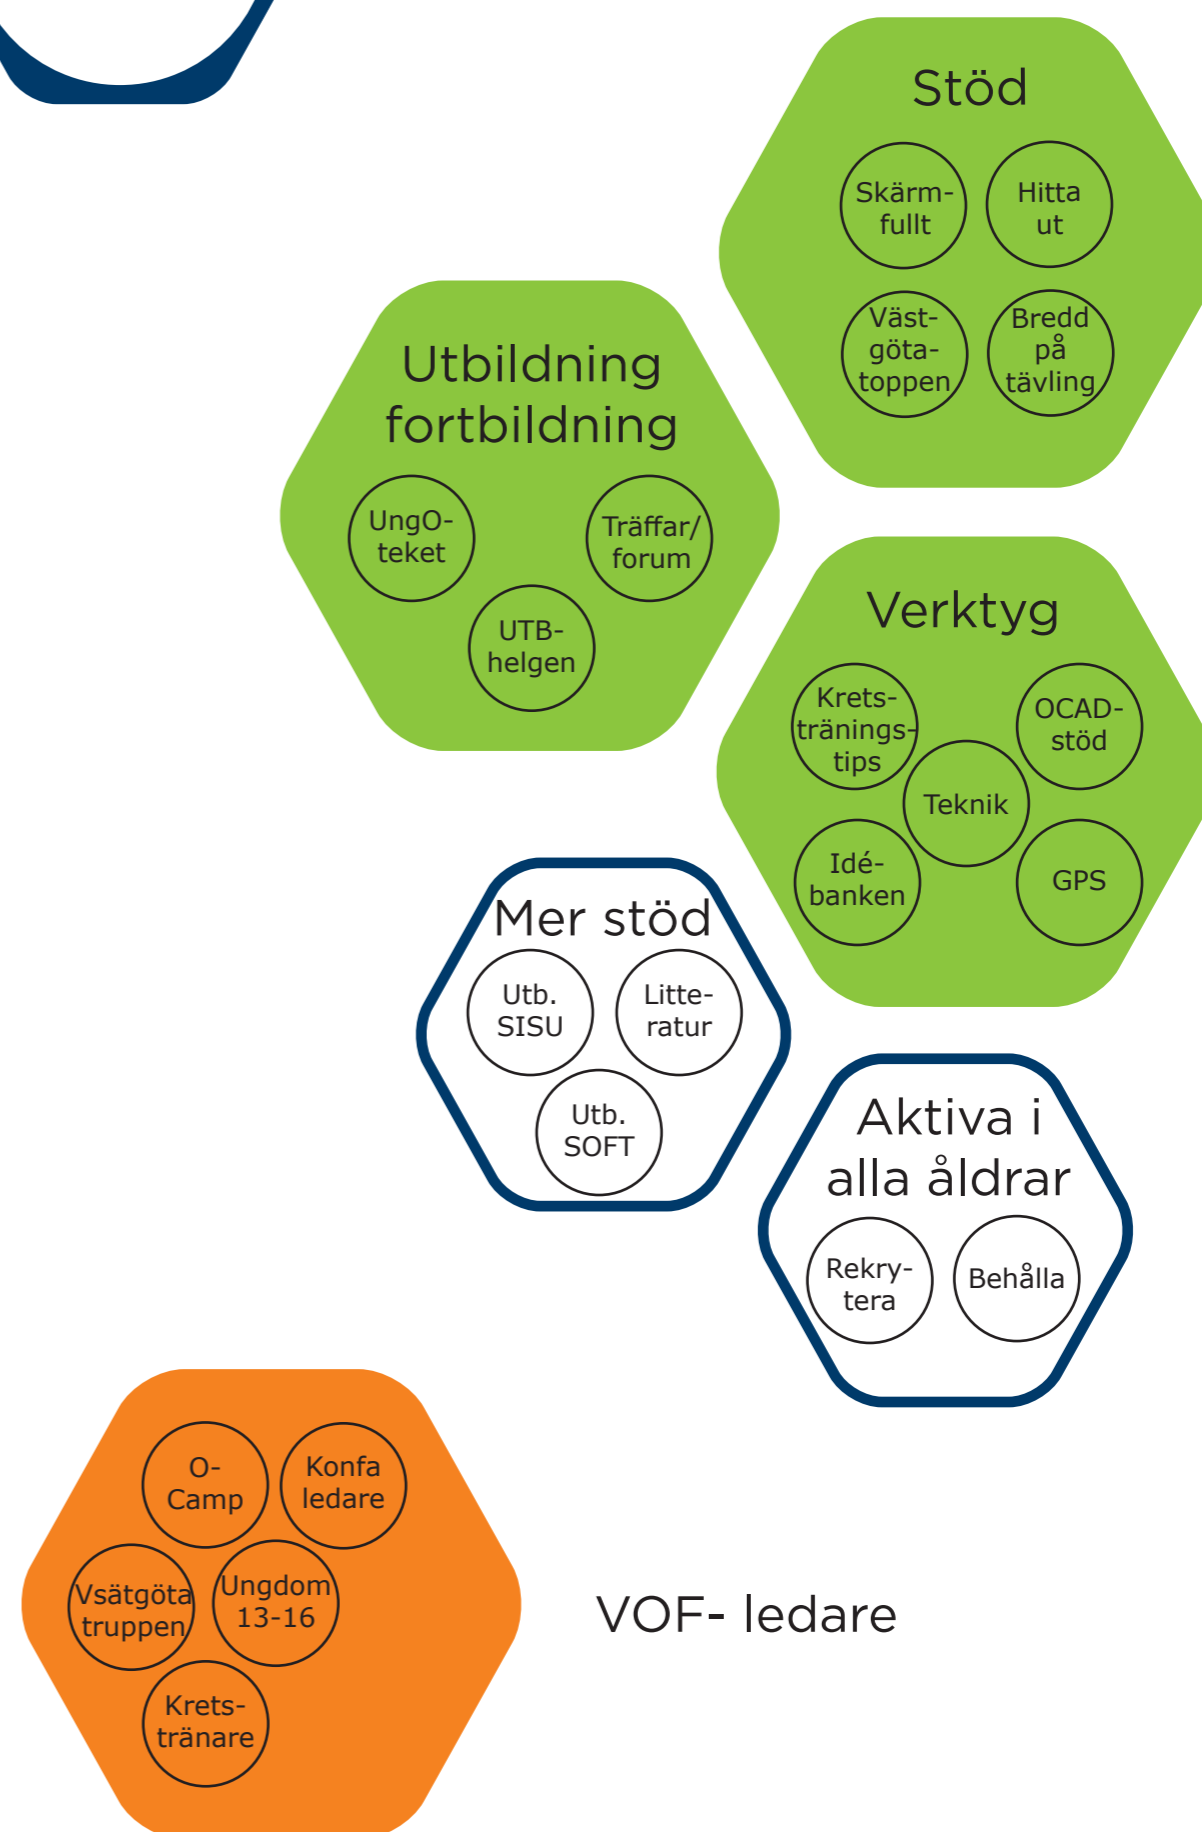 Stöd
Skärm-
fullt
Hitta
ut
Väst-
göta-
toppen
Bredd
på
tävling
Utbildning
fortbildning
UngO-
teket
Träffar/
forum
UTB-
helgen
Verktyg
Krets-
tränings-
tips
OCAD-
stöd
Teknik
Idé-
banken
GPS
Mer stöd
Utb.
SISU
Litte-
ratur
Utb.
SOFT
Aktiva i
alla åldrar
Rekry-
tera
Behålla
O-
Camp
Konfa
ledare
Vsätgöta
truppen
Ungdom
13-16
Krets-
tränare
VOF- ledare